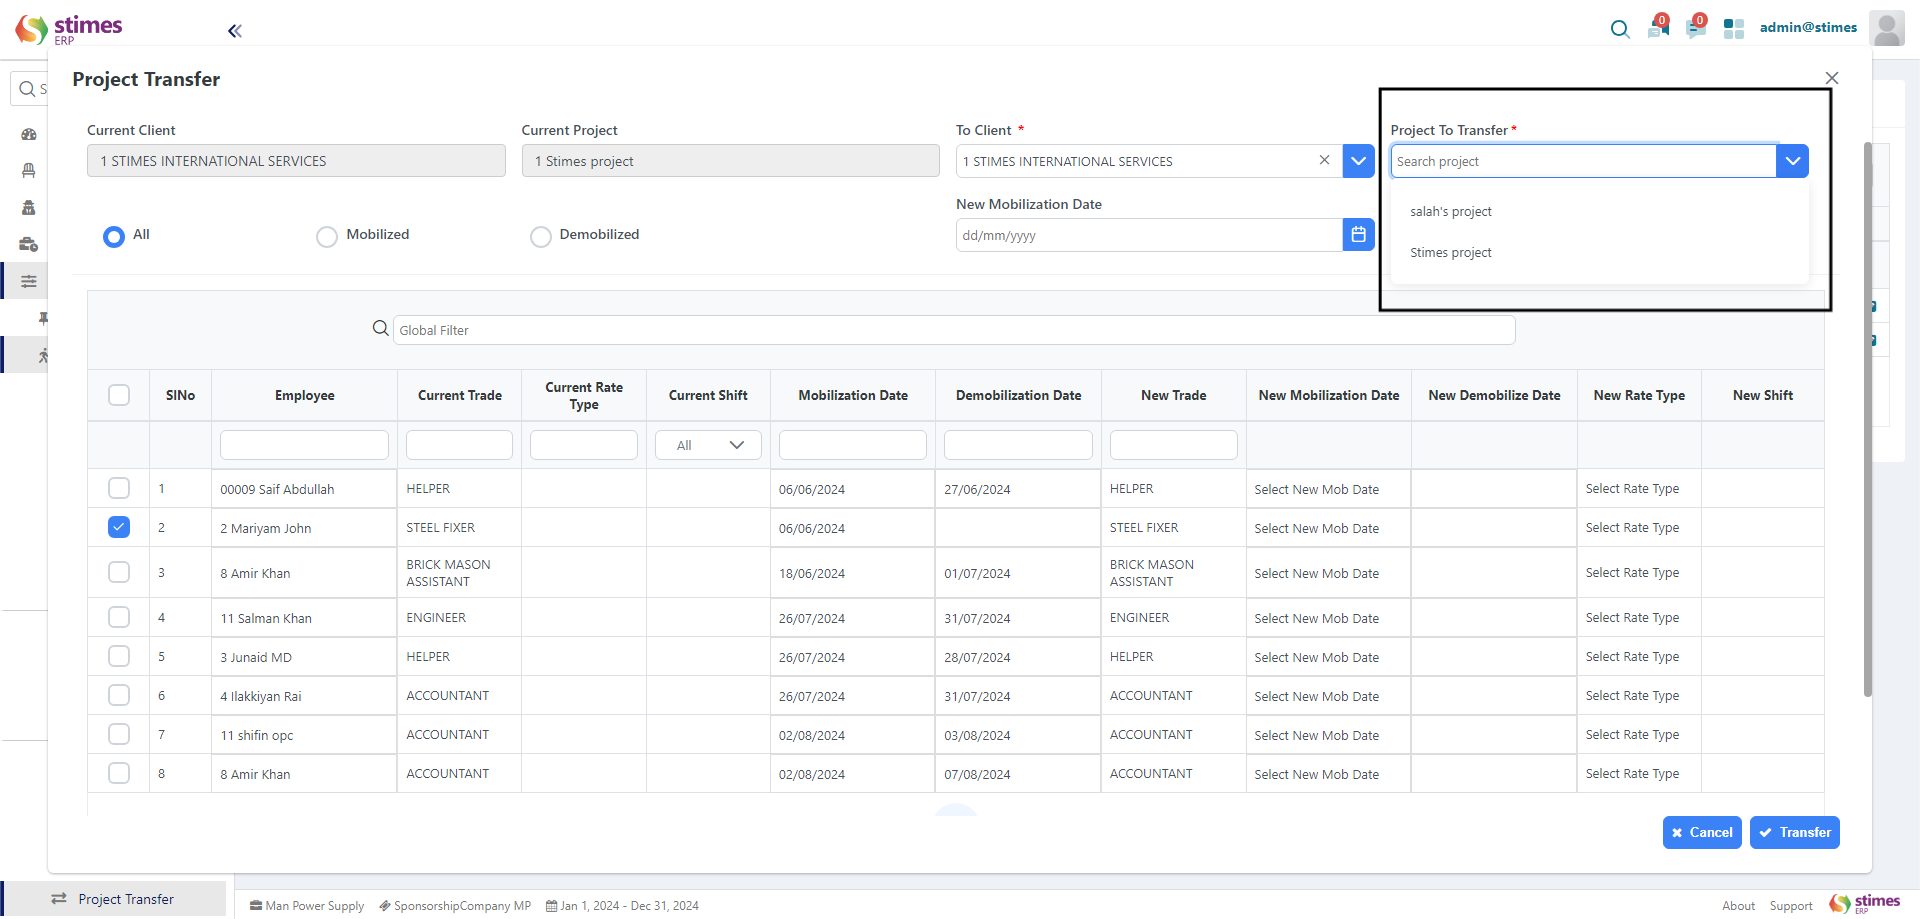 stimes
ERP
0
0
admin@stimes
Project Transfer
S
Current Client
Current Project
To Client *
Project To Transfer *
1 STIMES INTERNATIONAL SERVICES
1 Stimes project
1 STIMES INTERNATIONAL SERVICES
Search project
salah's project
Stimes project
New Mobilization Date
dd/mm/yyyy
All
Mobilized
Demobilized
Global Filter
SlNo Employee Current Trade Current Rate Type Current Shift Mobilization Date Demobilization Date New Trade New Mobilization Date New Demobilize Date New Rate Type New Shift
All
1 00009 Saif Abdullah HELPER 06/06/2024 27/06/2024 HELPER Select New Mob Date Select Rate Type
2 2 Mariyam John STEEL FIXER 06/06/2024 STEEL FIXER Select New Mob Date Select Rate Type
3 8 Amir Khan BRICK MASON ASSISTANT 18/06/2024 01/07/2024 BRICK MASON ASSISTANT Select New Mob Date Select Rate Type
4 11 Salman Khan ENGINEER 26/07/2024 31/07/2024 ENGINEER Select New Mob Date Select Rate Type
5 3 Junaid MD HELPER 26/07/2024 28/07/2024 HELPER Select New Mob Date Select Rate Type
6 4 Ilakkiyan Rai ACCOUNTANT 26/07/2024 31/07/2024 ACCOUNTANT Select New Mob Date Select Rate Type
7 11 shifin opc ACCOUNTANT 02/08/2024 03/08/2024 ACCOUNTANT Select New Mob Date Select Rate Type
8 8 Amir Khan ACCOUNTANT 02/08/2024 07/08/2024 ACCOUNTANT Select New Mob Date Select Rate Type
Cancel
Transfer
Project Transfer
Man Power Supply
SponsorshipCompany MP
Jan 1, 2024 - Dec 31, 2024
About
Support
stimes
ERP